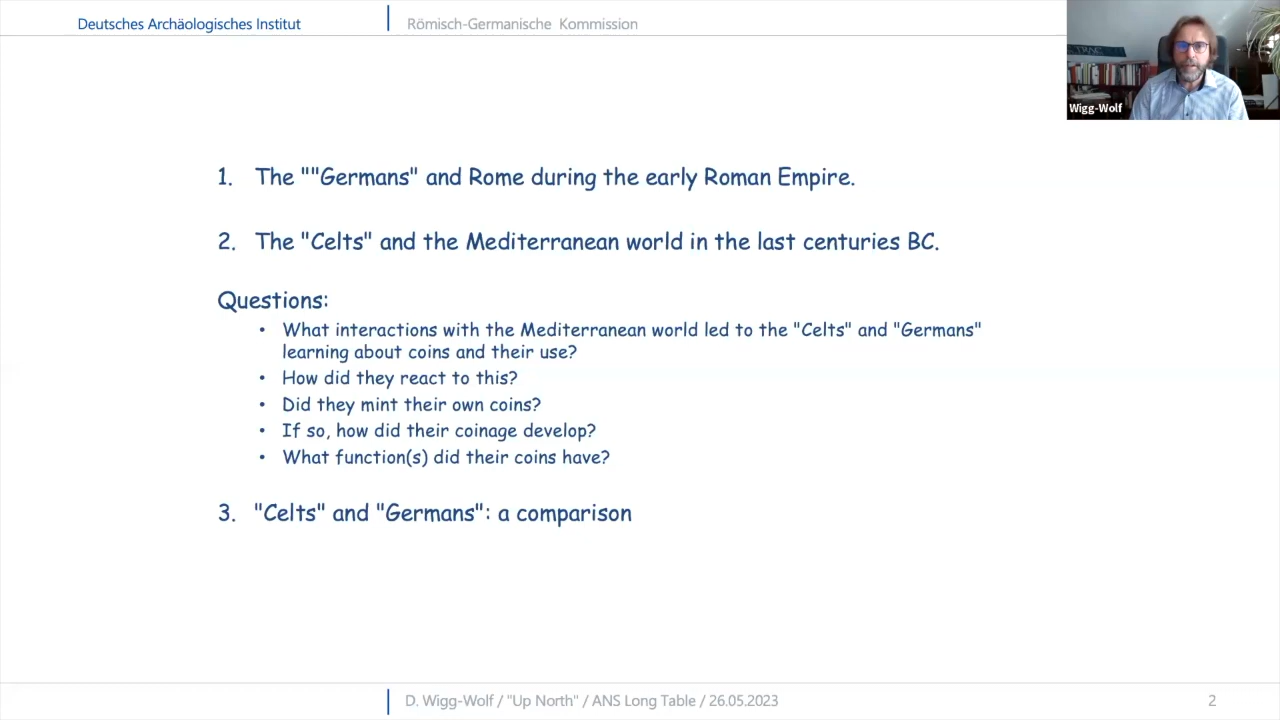 Deutsches Archäologisches Institut
Römisch-Germanische Kommission
Wigg-Wolf
1. The ""Germans" and Rome during the early Roman Empire.
2. The "Celts" and the Mediterranean world in the last centuries BC.
Questions:
• What interactions with the Mediterranean world led to the "Celts" and "Germans"
learning about coins and their use?
• How did they react to this?
• Did they mint their own coins?
• If so, how did their coinage develop?
• What function(s) did their coins have?
3. "Celts" and "Germans": a comparison
D. Wigg-Wolf / "Up North" / ANS Long Table / 26.05.2023
2